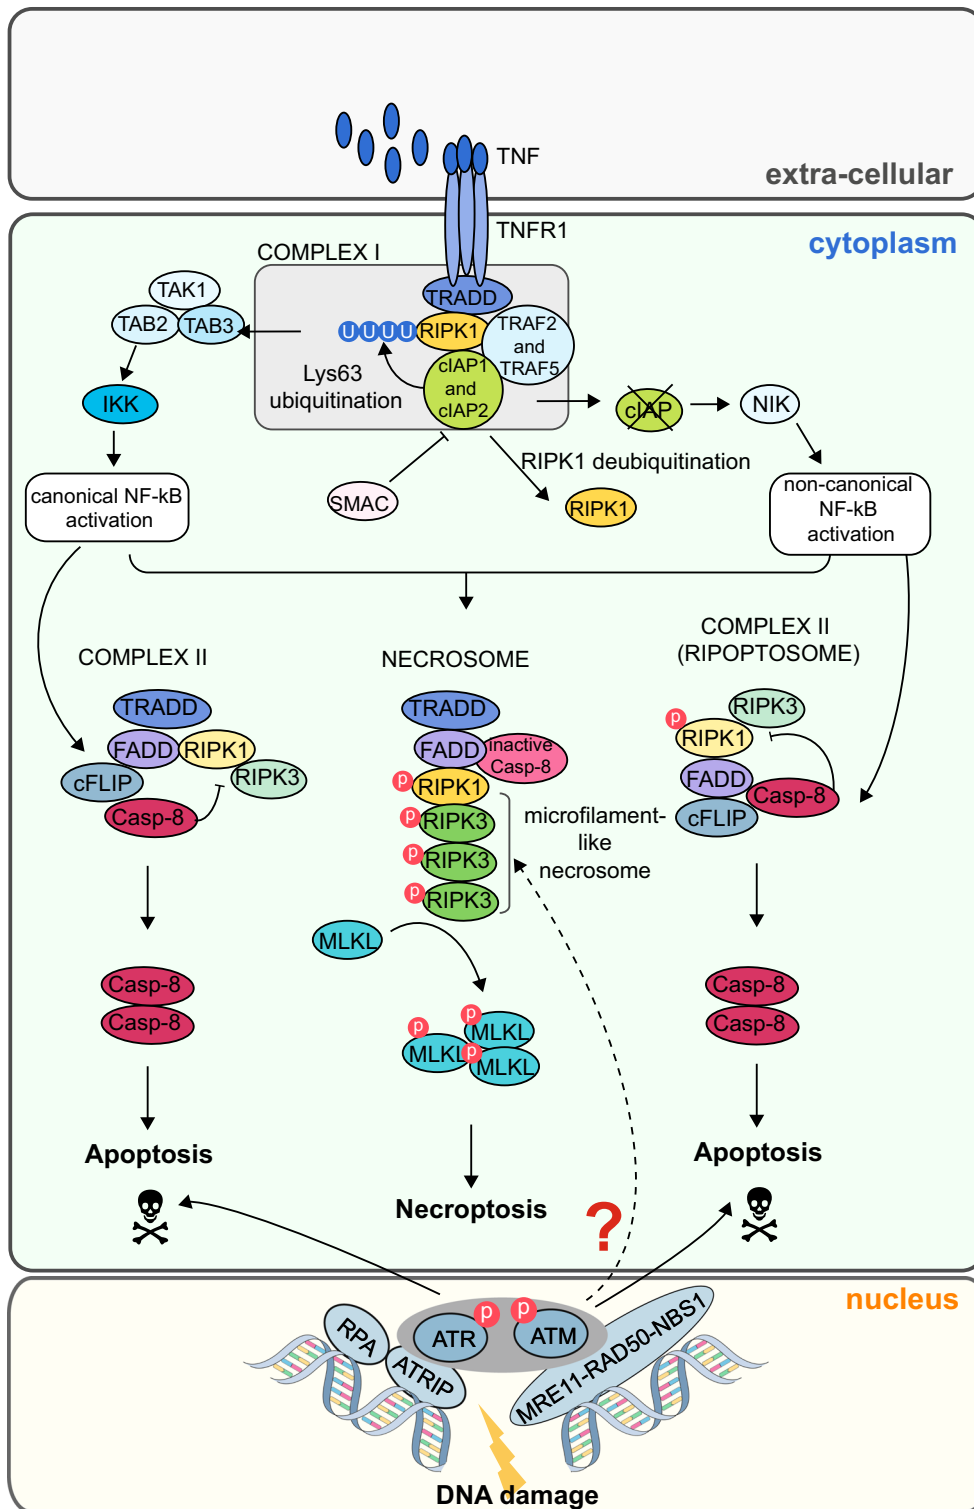 TNF
extra-cellular
TNFR1
cytoplasm
COMPLEX I
TAK1
TAB2
TAB3
TRADD
U U U U
RIPK1
TRAF2
and
TRAF5
Lys63
ubiquitination
cIAP1
and
cIAP2
IKK
cIAP
NIK
RIPK1 deubiquitination
SMAC
RIPK1
canonical NF-kB
activation
non-canonical
NF-kB
activation
COMPLEX II
TRADD
FADD
RIPK1
cFLIP
RIPK3
Casp-8
NECROSOME
TRADD
FADD
inactive
Casp-8
p
RIPK1
p
RIPK3
p
RIPK3
p
RIPK3
microfilament-
like
necrosome
COMPLEX II
(RIPOPTOSOME)
RIPK3
p
RIPK1
FADD
Casp-8
cFLIP
MLKL
Casp-8
Casp-8
p
MLKL
p
MLKL
p
MLKL
Casp-8
Casp-8
Apoptosis
Necroptosis
Apoptosis
?
nucleus
RPA
ATRIP
ATR
p
p
ATM
MRE11-RAD50-NBS1
DNA damage